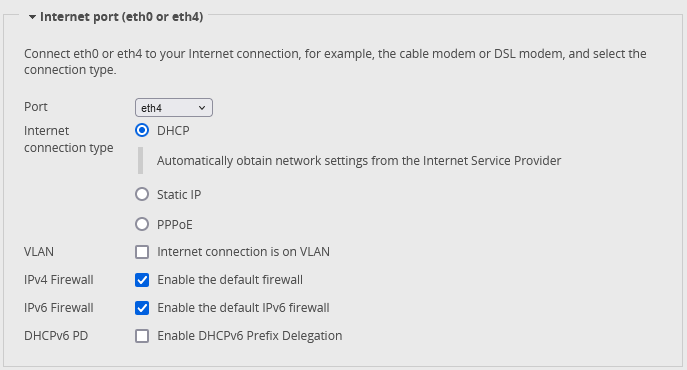 Internet port (eth0 or eth4)
Connect eth0 or eth4 to your Internet connection, for example, the cable modem or DSL modem, and select the
connection type.
Port
eth4
Internet
connection type
DHCP
Automatically obtain network settings from the Internet Service Provider
Static IP
PPPoE
VLAN
Internet connection is on VLAN
IPv4 Firewall
Enable the default firewall
IPv6 Firewall
Enable the default IPv6 firewall
DHCPv6 PD
Enable DHCPv6 Prefix Delegation